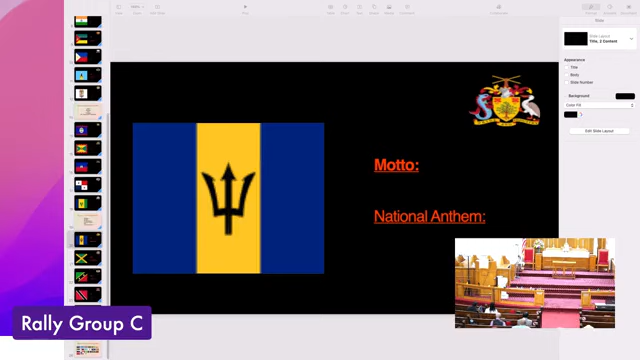 Motto:
National Anthem:
Slide Layout
Title, 2 Content
Appearance
Title
Body
Slide Number
Background
Color Fill
Edit Slide Layout
Rally Group C